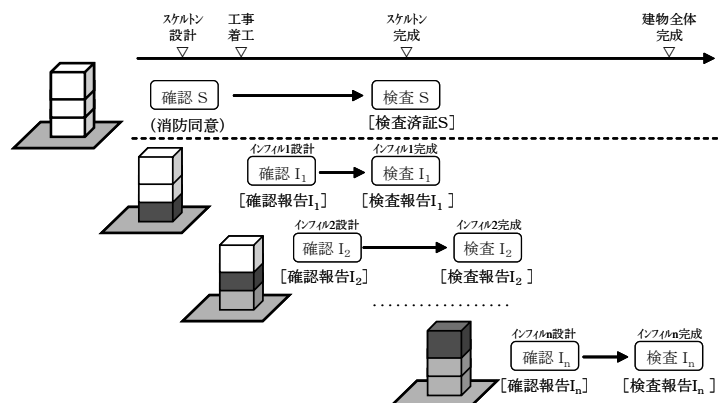 スケルトン 工事 スケルトン 建物全体
設計 着工 完成 完成
▽ ▽ ▽ ▽
確認 S 検査 S
(消防同意) [検査済証S]
インフィル1設計 インフィル1完成
確認 I₁ 検査 I₁
[確認報告I₁] [検査報告I₁ ]
インフィル2設計 インフィル2完成
確認 I₂ 検査 I₂
[確認報告I₂] [検査報告I₂ ]
..................
インフィルn設計 インフィルn完成
確認 Iₙ 検査 Iₙ
[確認報告Iₙ] [検査報告Iₙ ]